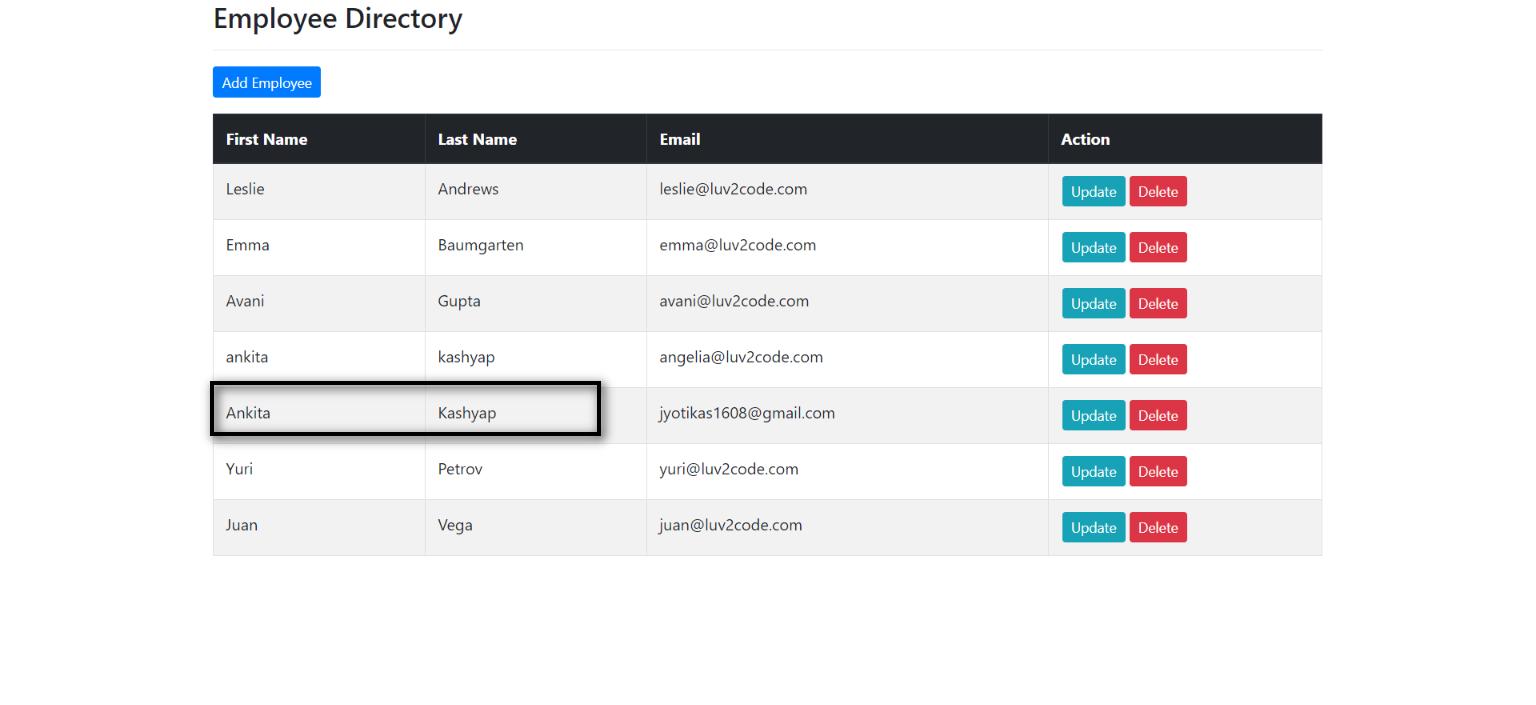 Employee Directory
Add Employee
First Name Last Name Email Action
Leslie Andrews leslie@luv2code.com Update Delete
Emma Baumgarten emma@luv2code.com Update Delete
Avani Gupta avani@luv2code.com Update Delete
ankita kashyap angelia@luv2code.com Update Delete
Ankita Kashyap jyotikas1608@gmail.com Update Delete
Yuri Petrov yuri@luv2code.com Update Delete
Juan Vega juan@luv2code.com Update Delete